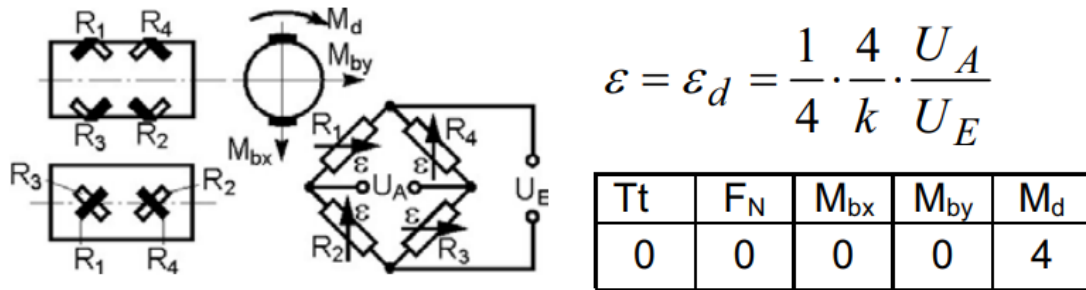 R1 R4
Md
Mby
R3 R2
Mbx
R3 R2
R1 R4
R1 R4
ε ε
UA UE
ε ε
R2 R3
ε = εd = 1/4 · 4/k · UA/UE
Tt FN Mbx Mby Md
0 0 0 0 4